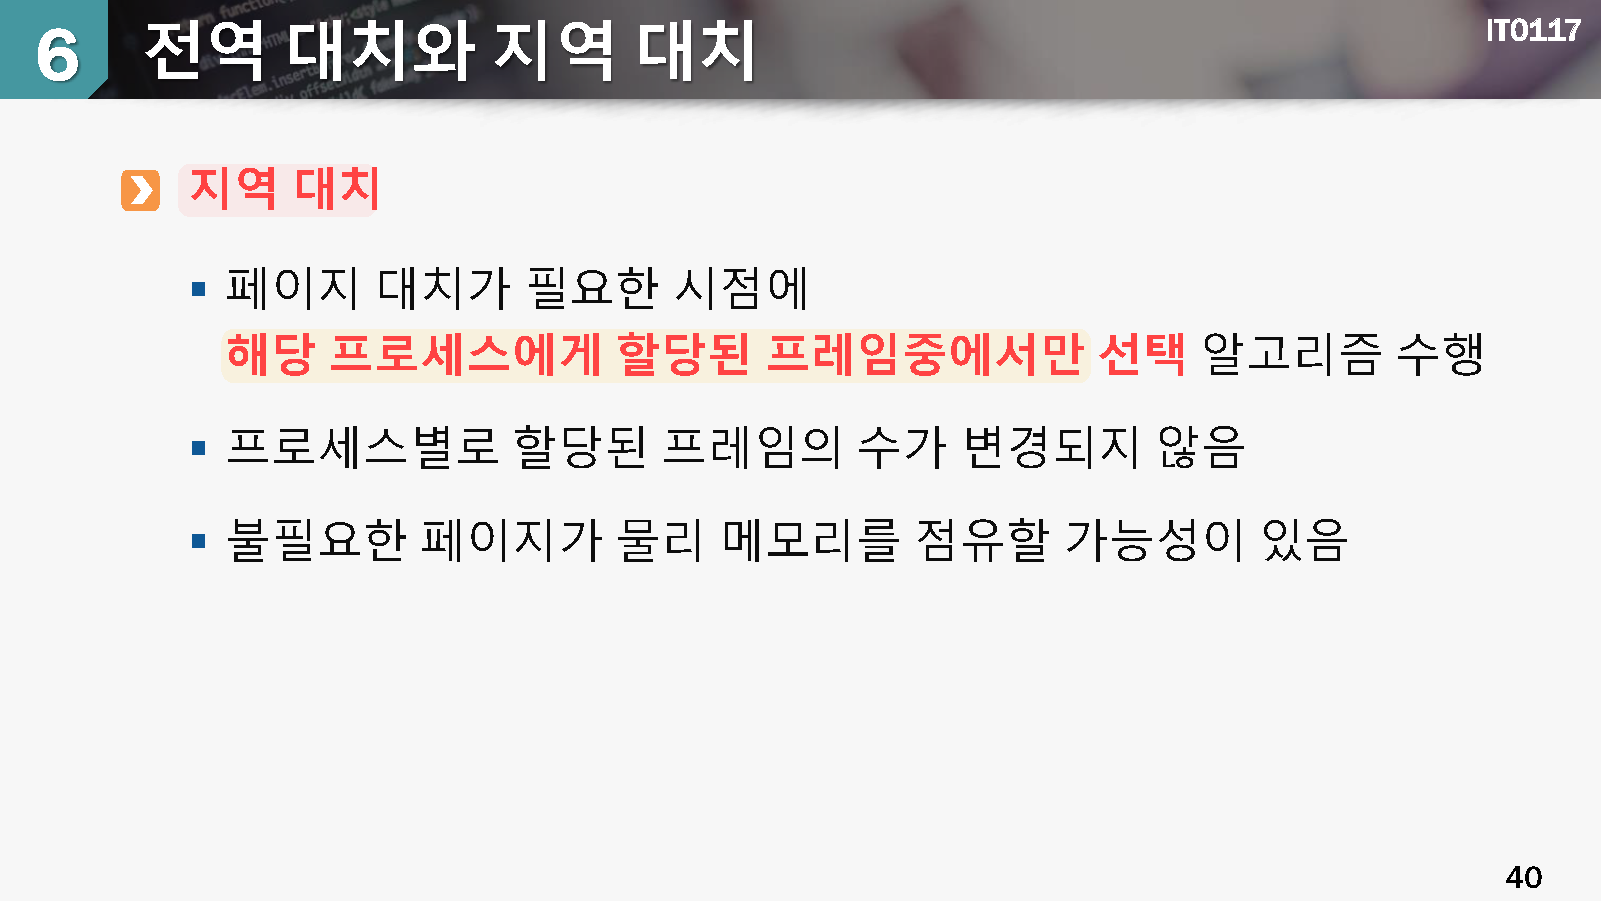 6
전역 대치와 지역 대치
IT0117
지역 대치
페이지 대치가 필요한 시점에
해당 프로세스에게 할당된 프레임중에서만 선택 알고리즘 수행
프로세스별로 할당된 프레임의 수가 변경되지 않음
불필요한 페이지가 물리 메모리를 점유할 가능성이 있음
40